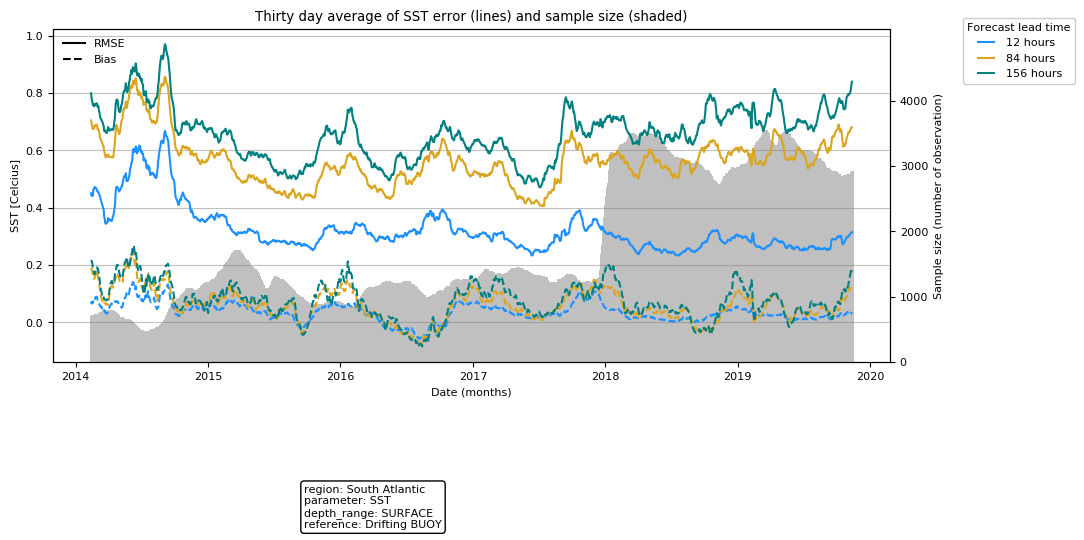 Thirty day average of SST error (lines) and sample size (shaded)
Forecast lead time
12 hours
84 hours
156 hours
RMSE
Bias
SST [Celcius]
1.0
0.8
0.6
0.4
0.2
0.0
4000
3000
2000
1000
0
Sample size (number of observation)
2014 2015 2016 2017 2018 2019 2020
Date (months)
region: South Atlantic
parameter: SST
depth_range: SURFACE
reference: Drifting BUOY